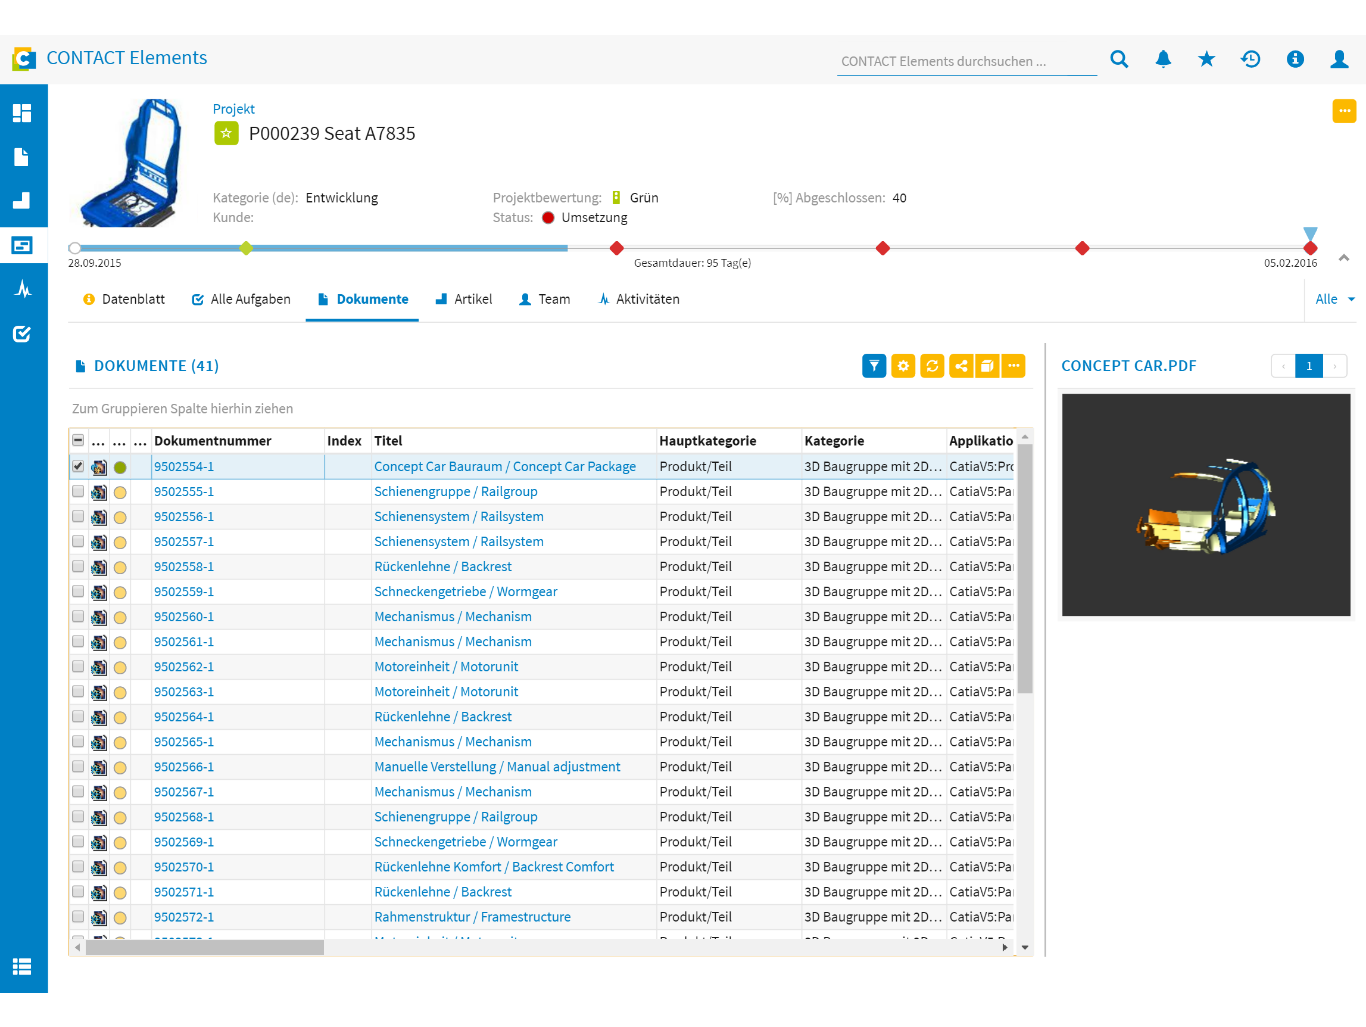 CONTACT Elements
CONTACT Elements durchsuchen ...
Projekt
P000239 Seat A7835
Kategorie (de): Entwicklung Projektbewertung: Grün [%] Abgeschlossen: 40
Kunde: Status: Umsetzung
28.09.2015 Gesamtdauer: 95 Tag(e) 05.02.2016
Datenblatt Alle Aufgaben Dokumente Artikel Team Aktivitäten Alle
DOKUMENTE (41)
Zum Gruppieren Spalte hierhin ziehen
... ... ... Dokumentnummer Index Titel Hauptkategorie Kategorie Applikatio
9502554-1 Concept Car Bauraum / Concept Car Package Produkt/Teil 3D Baugruppe mit 2D... CatiaV5:Pro
9502555-1 Schienengruppe / Railgroup Produkt/Teil 3D Baugruppe mit 2D... CatiaV5:Pa
9502556-1 Schienensystem / Railsystem Produkt/Teil 3D Baugruppe mit 2D... CatiaV5:Pa
9502557-1 Schienensystem / Railsystem Produkt/Teil 3D Baugruppe mit 2D... CatiaV5:Pa
9502558-1 Rückenlehne / Backrest Produkt/Teil 3D Baugruppe mit 2D... CatiaV5:Pa
9502559-1 Schneckengetriebe / Wormgear Produkt/Teil 3D Baugruppe mit 2D... CatiaV5:Pa
9502560-1 Mechanismus / Mechanism Produkt/Teil 3D Baugruppe mit 2D... CatiaV5:Pa
9502561-1 Mechanismus / Mechanism Produkt/Teil 3D Baugruppe mit 2D... CatiaV5:Pa
9502562-1 Motoreinheit / Motorunit Produkt/Teil 3D Baugruppe mit 2D... CatiaV5:Pa
9502563-1 Motoreinheit / Motorunit Produkt/Teil 3D Baugruppe mit 2D... CatiaV5:Pa
9502564-1 Rückenlehne / Backrest Produkt/Teil 3D Baugruppe mit 2D... CatiaV5:Pa
9502565-1 Mechanismus / Mechanism Produkt/Teil 3D Baugruppe mit 2D... CatiaV5:Pa
9502566-1 Manuelle Verstellung / Manual adjustment Produkt/Teil 3D Baugruppe mit 2D... CatiaV5:Pa
9502567-1 Mechanismus / Mechanism Produkt/Teil 3D Baugruppe mit 2D... CatiaV5:Pa
9502568-1 Schienengruppe / Railgroup Produkt/Teil 3D Baugruppe mit 2D... CatiaV5:Pa
9502569-1 Schneckengetriebe / Wormgear Produkt/Teil 3D Baugruppe mit 2D... CatiaV5:Pa
9502570-1 Rückenlehne Komfort / Backrest Comfort Produkt/Teil 3D Baugruppe mit 2D... CatiaV5:Pa
9502571-1 Rückenlehne / Backrest Produkt/Teil 3D Baugruppe mit 2D... CatiaV5:Pa
9502572-1 Rahmenstruktur / Framestructure Produkt/Teil 3D Baugruppe mit 2D... CatiaV5:Pa
CONCEPT CAR.PDF
1